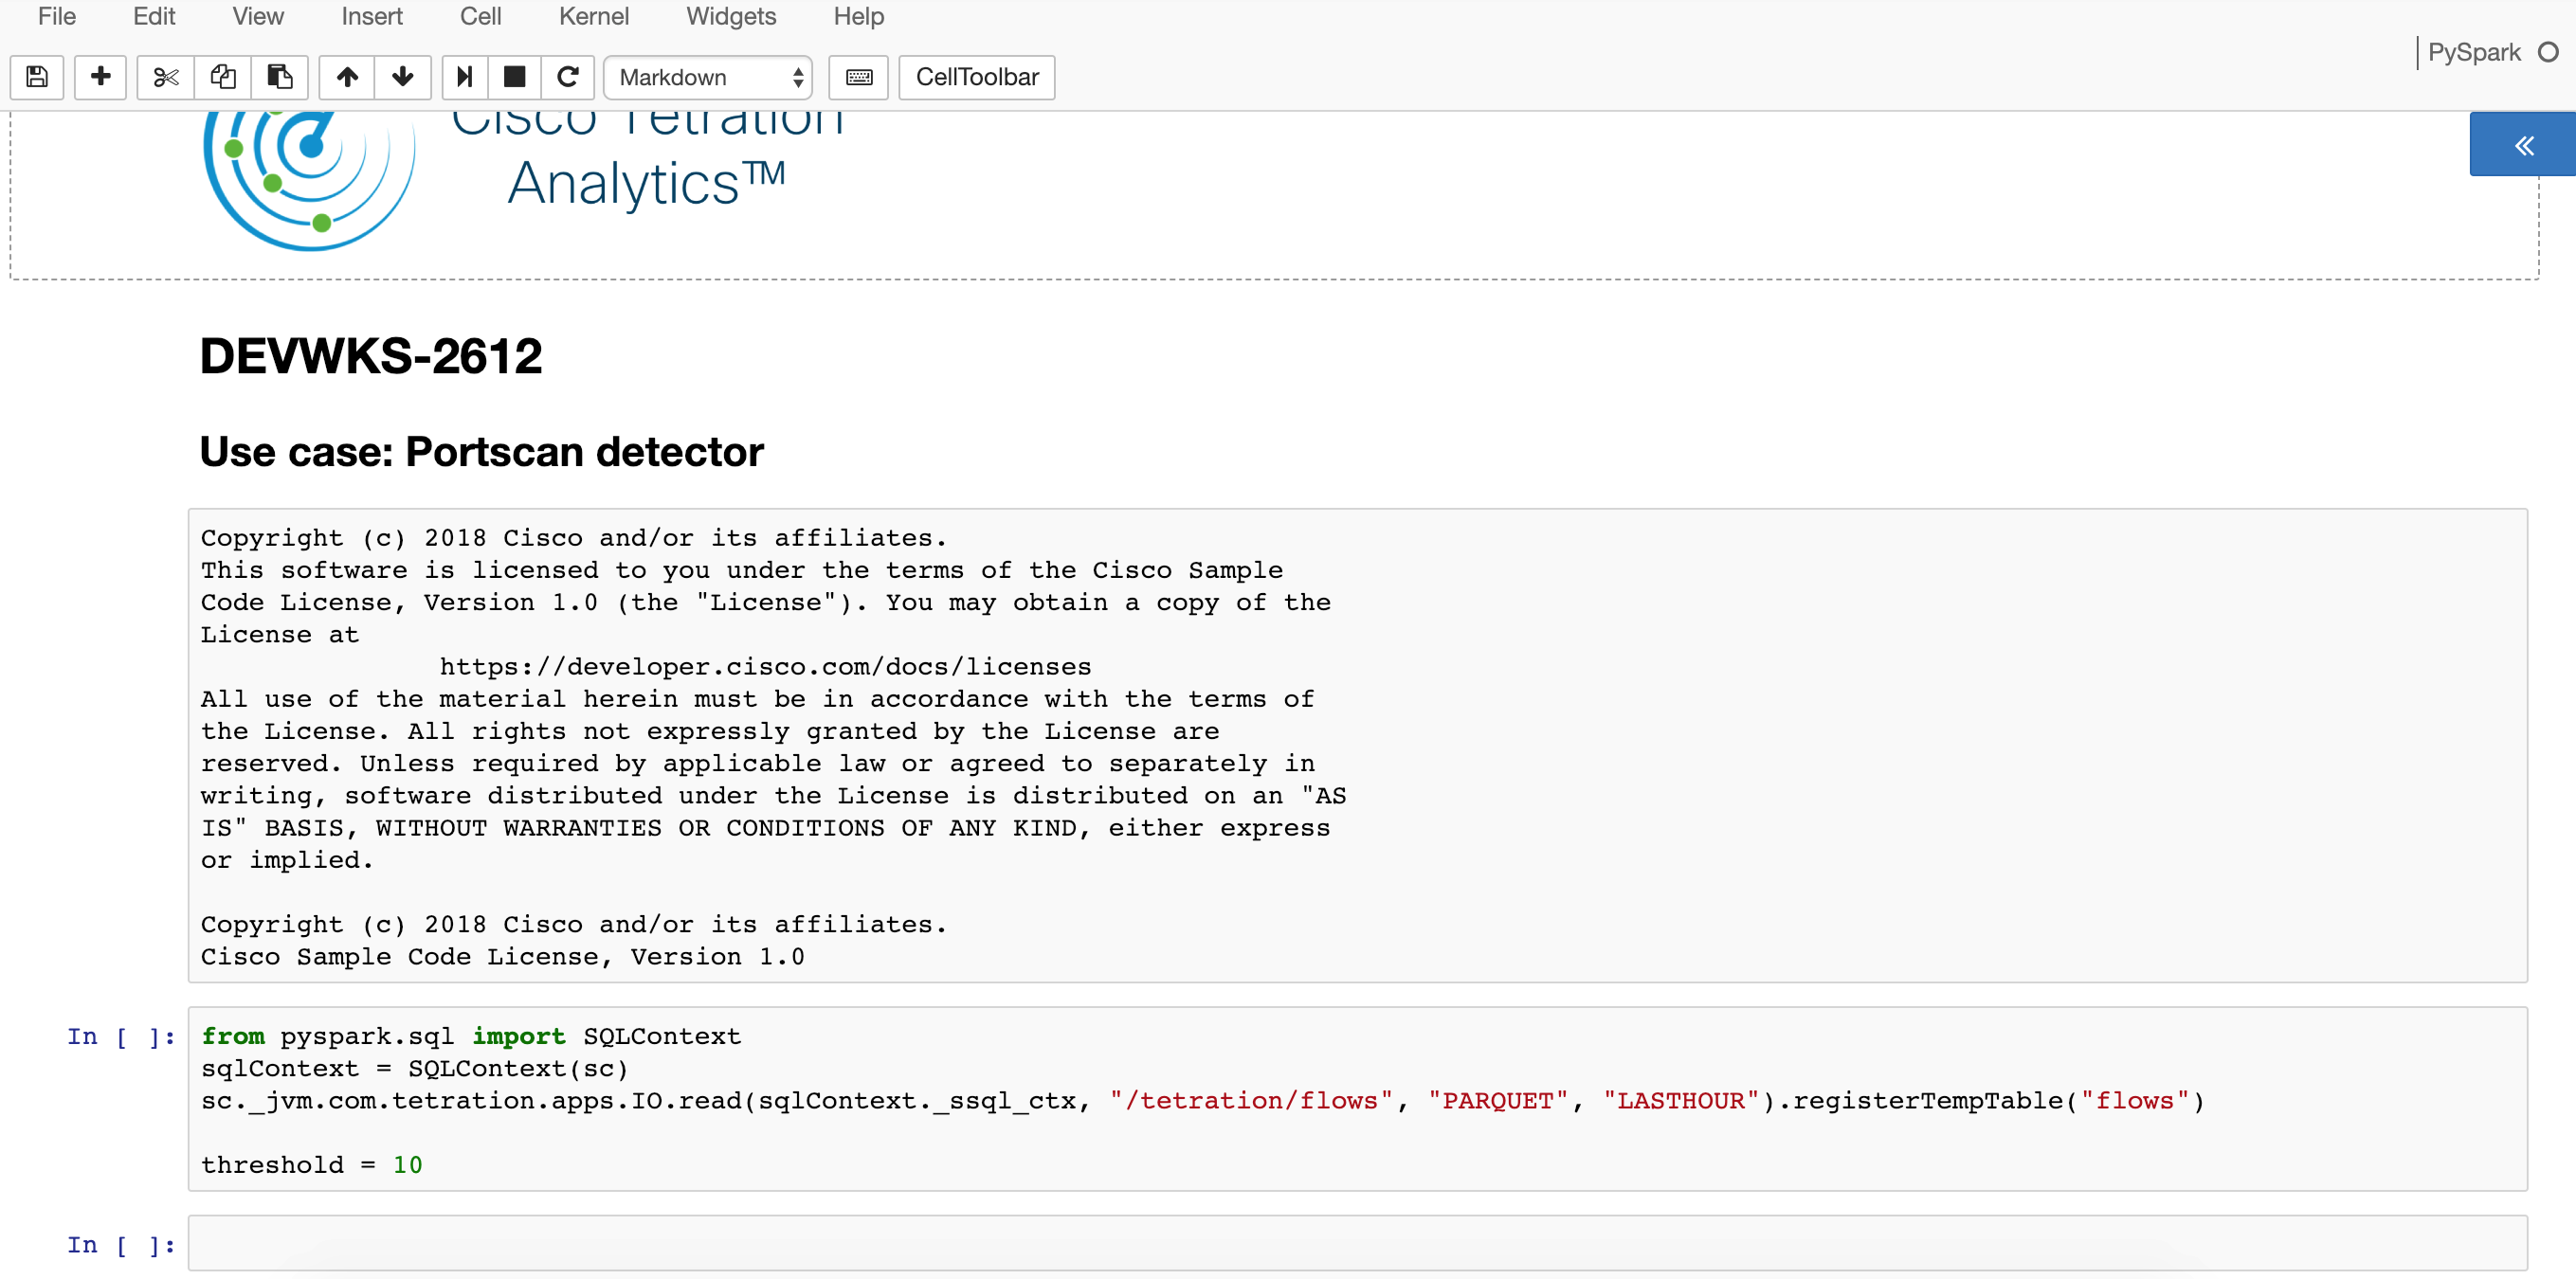 File Edit View Insert Cell Kernel Widgets Help
PySpark
Markdown CellToolbar
Cisco Tetration
Analytics™
DEVWKS-2612
Use case: Portscan detector
Copyright (c) 2018 Cisco and/or its affiliates.
This software is licensed to you under the terms of the Cisco Sample
Code License, Version 1.0 (the "License"). You may obtain a copy of the
License at
https://developer.cisco.com/docs/licenses
All use of the material herein must be in accordance with the terms of
the License. All rights not expressly granted by the License are
reserved. Unless required by applicable law or agreed to separately in
writing, software distributed under the License is distributed on an "AS
IS" BASIS, WITHOUT WARRANTIES OR CONDITIONS OF ANY KIND, either express
or implied.
Copyright (c) 2018 Cisco and/or its affiliates.
Cisco Sample Code License, Version 1.0
In [ ]: from pyspark.sql import SQLContext
sqlContext = SQLContext(sc)
sc._jvm.com.tetration.apps.IO.read(sqlContext._ssql_ctx, "/tetration/flows", "PARQUET", "LASTHOUR").registerTempTable("flows")
threshold = 10
In [ ]: